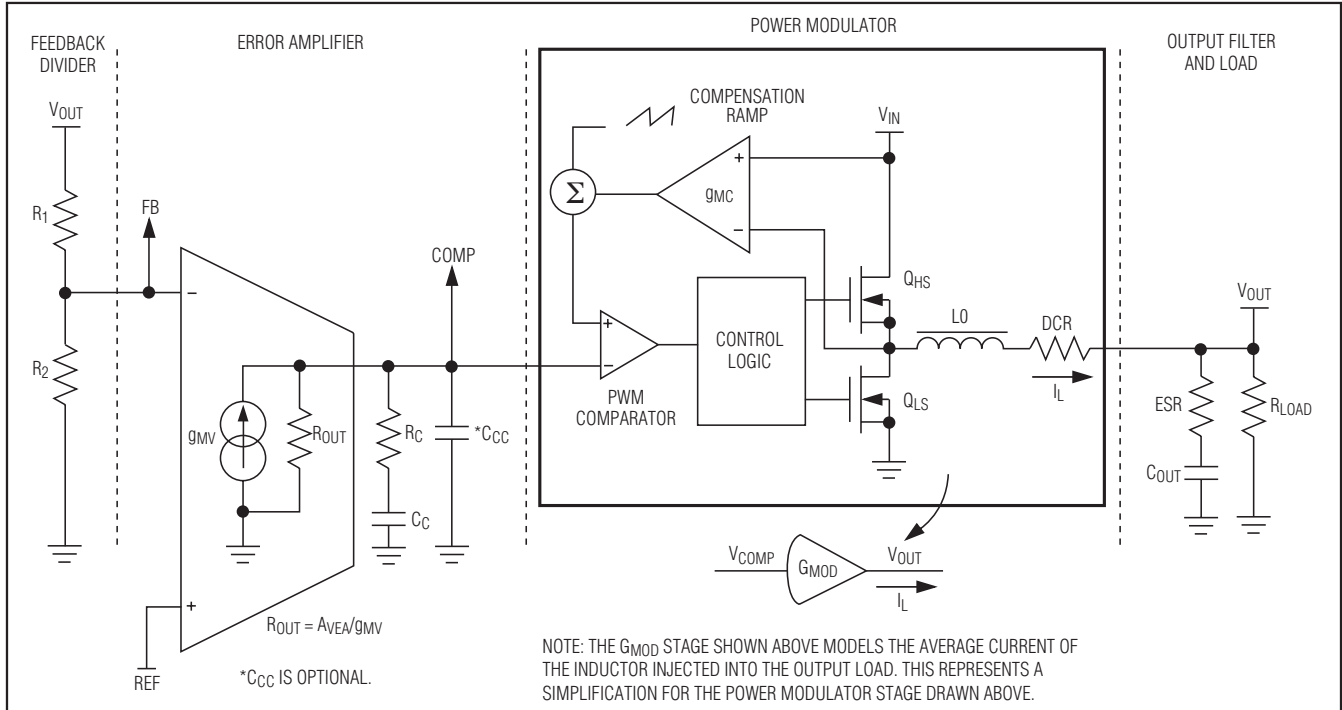 FEEDBACK
DIVIDER
ERROR AMPLIFIER
POWER MODULATOR
OUTPUT FILTER
AND LOAD
VOUT
R1
FB
R2
gMV
ROUT
ROUT = AVEA/gMV
REF
*CCC IS OPTIONAL.
COMP
RC
*CCC
CC
COMPENSATION
RAMP
Σ
gMC
+
−
VIN
+
−
PWM
COMPARATOR
CONTROL
LOGIC
QHS
QLS
L0
DCR
IL
VOUT
ESR
RLOAD
COUT
−
+
VCOMP
GMOD
VOUT
IL
NOTE: THE GMOD STAGE SHOWN ABOVE MODELS THE AVERAGE CURRENT OF
THE INDUCTOR INJECTED INTO THE OUTPUT LOAD. THIS REPRESENTS A
SIMPLIFICATION FOR THE POWER MODULATOR STAGE DRAWN ABOVE.